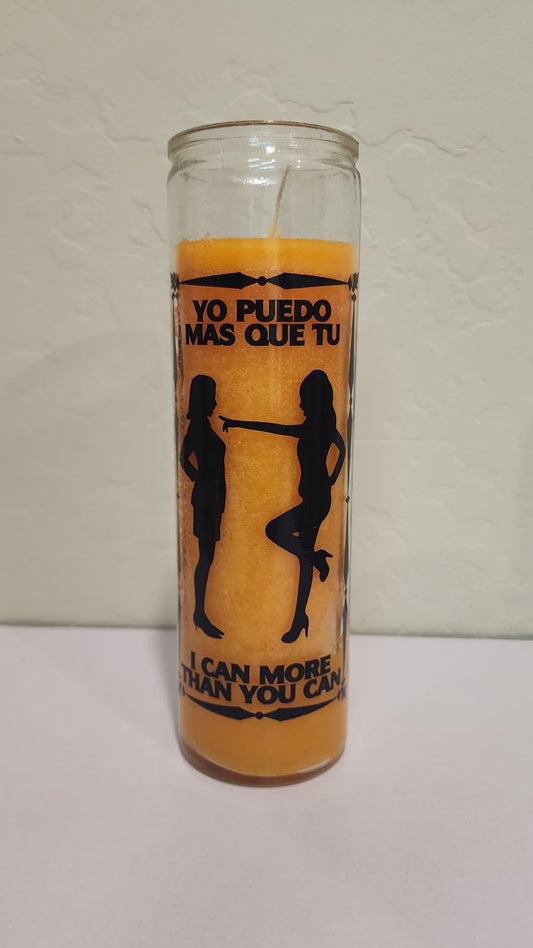 YO PUEDO
MAS QUE TU
I CAN MORE
THAN YOU CAN